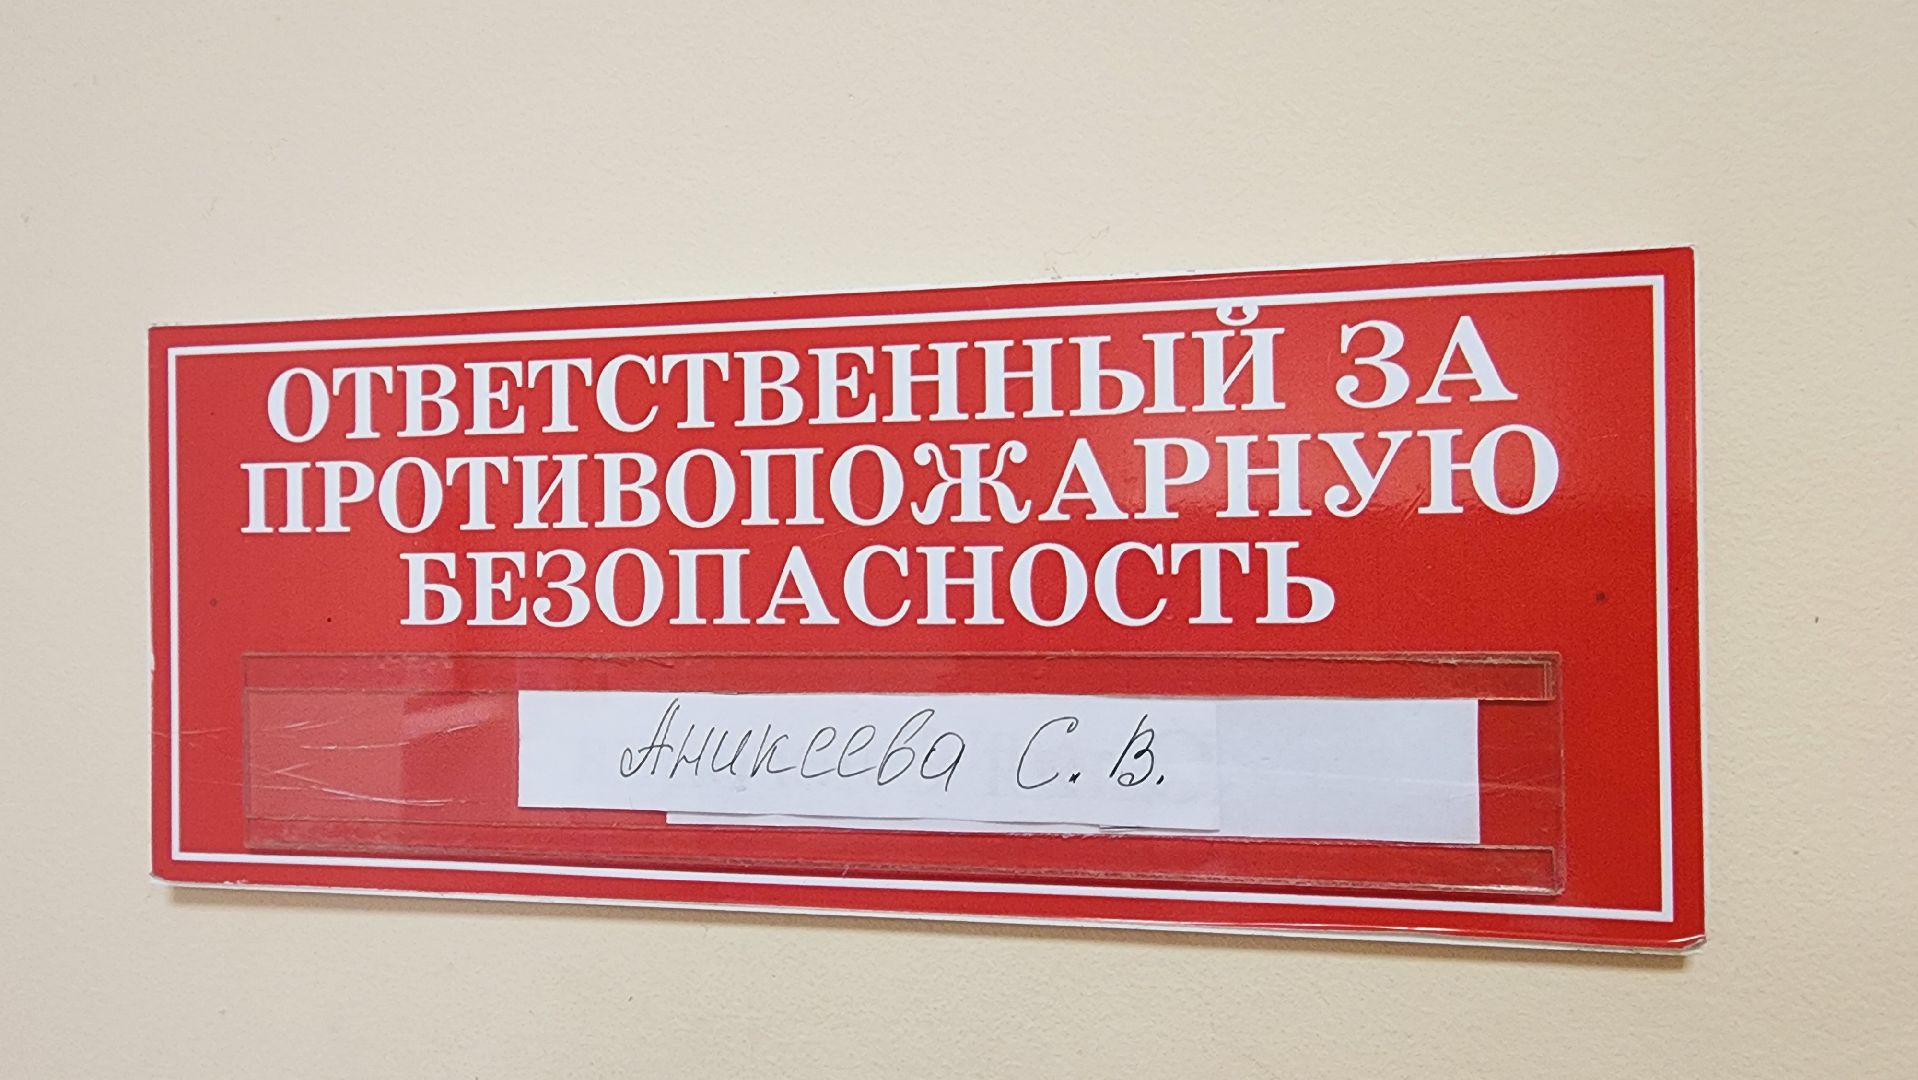 ОТВЕТСТВЕННЫЙ ЗА
ПРОТИВОПОЖАРНУЮ
БЕЗОПАСНОСТЬ
Аникеева С. В.